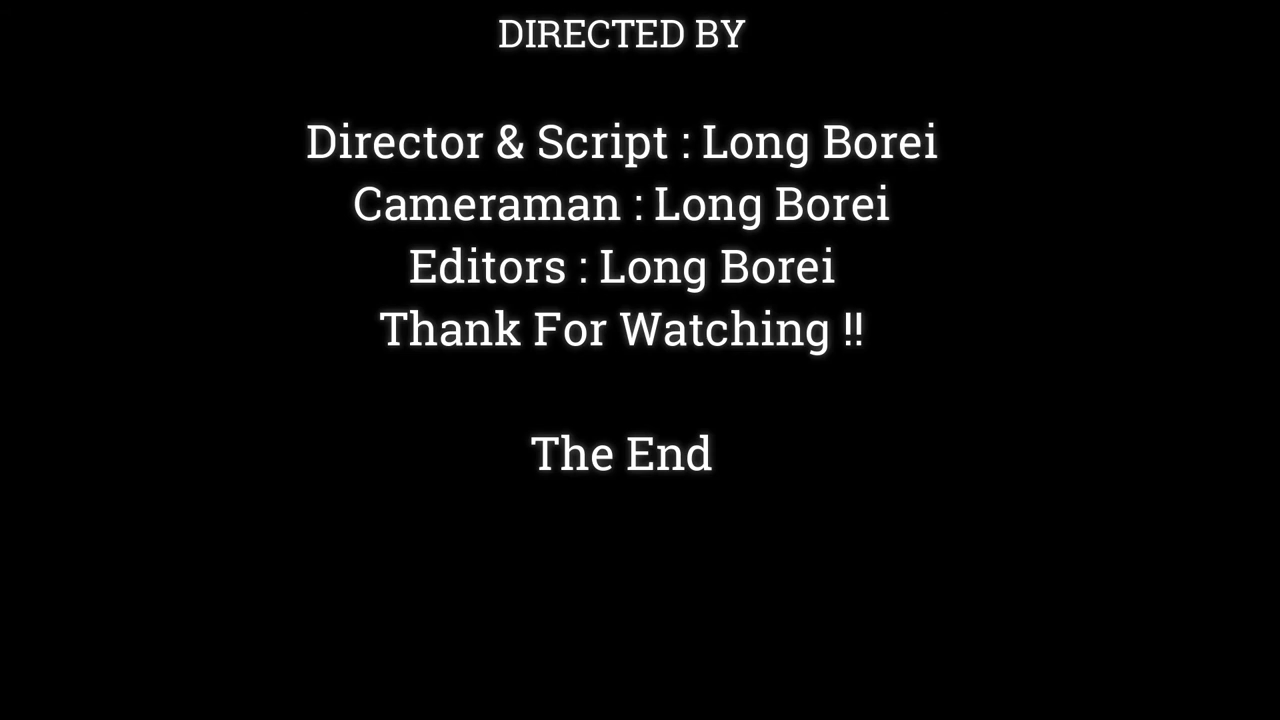 DIRECTED BY
Director & Script : Long Borei
Cameraman : Long Borei
Editors : Long Borei
Thank For Watching !!
The End